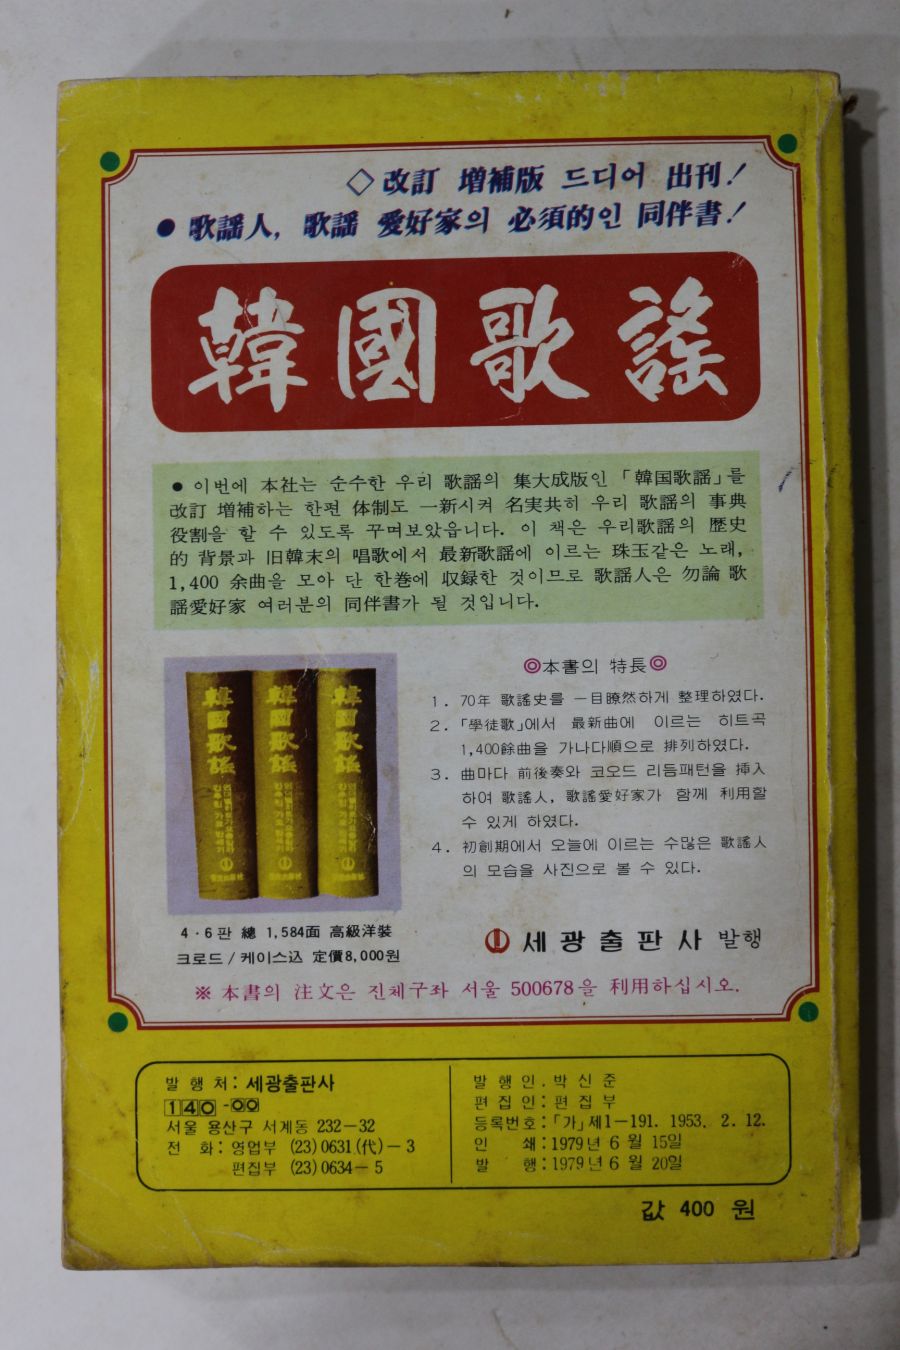 ◇改訂 增補版 드디어 出刊!
● 歌謠人, 歌謠 愛好家의 必須的인 同伴書!
韓國歌謠
● 이번에 本社는 순수한 우리 歌謠의 集大成版인 「韓国歌謠」를
改訂 增補하는 한편 体制도 一新시켜 名実共히 우리 歌謠의 事典
役割을 할 수 있도록 꾸며보았읍니다. 이 책은 우리歌謠의 歷史
的 背景과 旧韓末의 唱歌에서 最新歌謠에 이르는 珠玉같은 노래,
1,400 余曲을 모아 단 한巻에 収録한 것이므로 歌謠人은 勿論 歌
謠愛好家 여러분의 同伴書가 될 것입니다.
韓國歌謠
韓國歌謠
韓國歌謠
4·6판 總 1,584面 高級洋裝
크로드/케이스込 定價8,000원
◎本書의 特長◎
1. 70年 歌謠史를 一目瞭然하게 整理하였다.
2. 「學徒歌」에서 最新曲에 이르는 히트곡
1,400餘曲을 가나다順으로 排列하였다.
3. 曲마다 前後奏와 코오드 리듬패턴을 揷入
하여 歌謠人, 歌謠愛好家가 함께 利用할
수 있게 하였다.
4. 初創期에서 오늘에 이르는 수많은 歌謠人
의 모습을 사진으로 볼 수 있다.
세광출판사 발행
※ 本書의 注文은 진체구좌 서울 500678을 利用하십시오.
발 행 처: 세광출판사
140-00
서울 용산구 서계동 232-32
전 화: 영업부 (23)0631(代)-3
편집부 (23)0634-5
발 행 인. 박 신 준
편 집 인: 편 집 부
등록번호: 「가」제1-191. 1953. 2. 12.
인 쇄: 1979년 6 월 15일
발 행: 1979년 6 월 20일
값 400 원